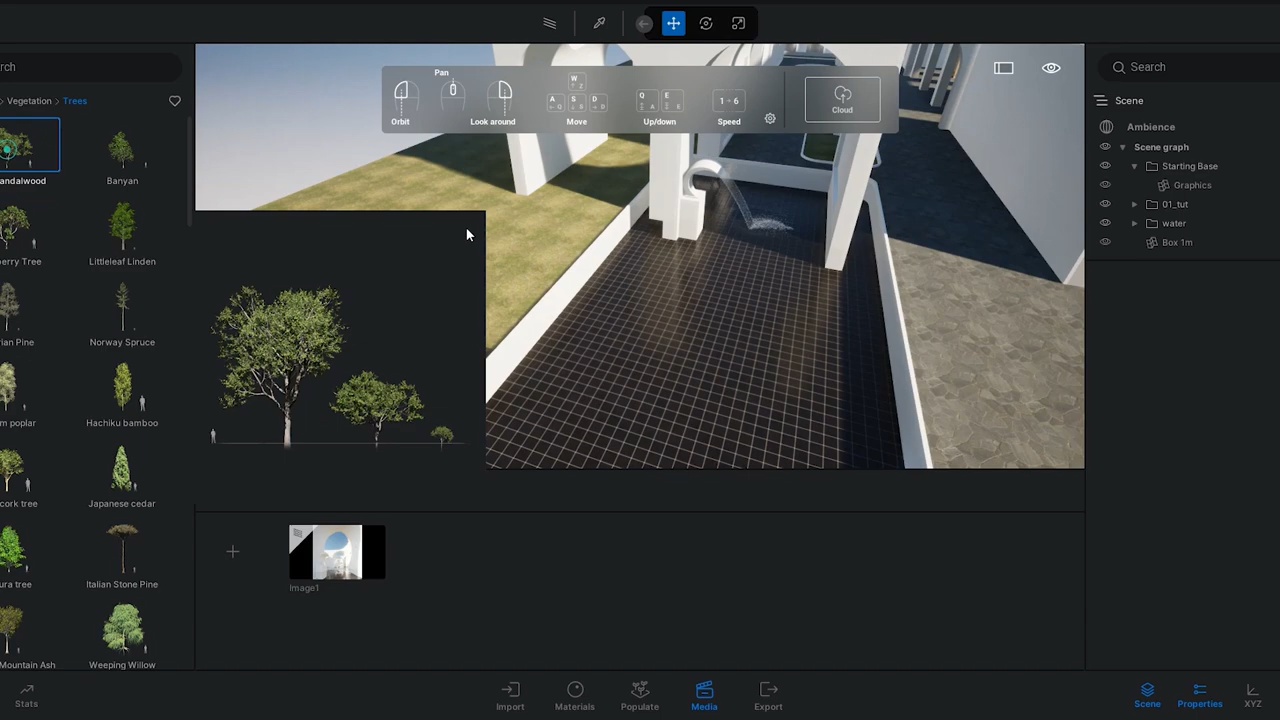 rch
Vegetation > Trees
andalwood
Banyan
erry Tree
Littleleaf Linden
rian Pine
Norway Spruce
m poplar
Hachiku bamboo
cork tree
Japanese cedar
ura tree
Italian Stone Pine
Mountain Ash
Weeping Willow
Pan
Orbit
Look around
W
Z
A
Q
S
S
D
D
Move
Q
A
E
E
Up/down
1 - 6
Speed
Cloud
Image1
Search
Scene
Ambience
Scene graph
Starting Base
Graphics
01_tut
water
Box 1m
Stats
Import
Materials
Populate
Media
Export
Scene
Properties
XYZ